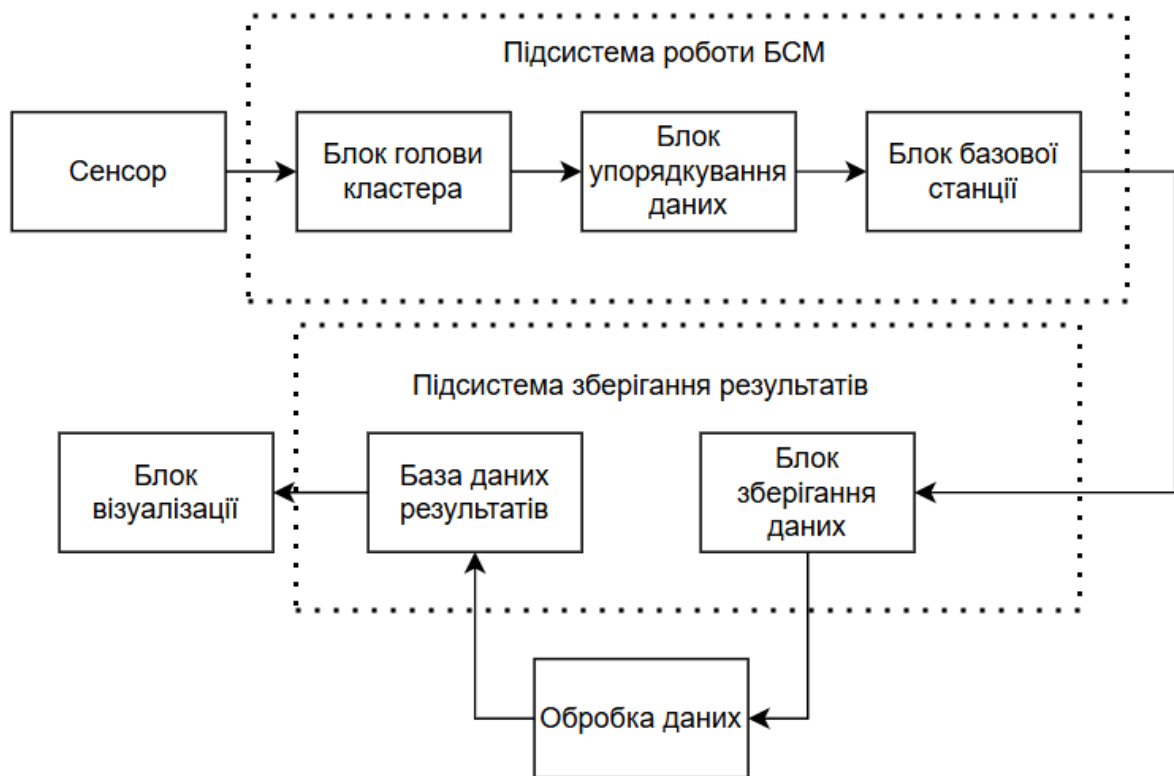 Підсистема роботи БСМ
Сенсор
Блок голови
кластера
Блок
упорядкування
даних
Блок базової
станції
Підсистема зберігання результатів
Блок
візуалізації
База даних
результатів
Блок
зберігання
даних
Обробка даних